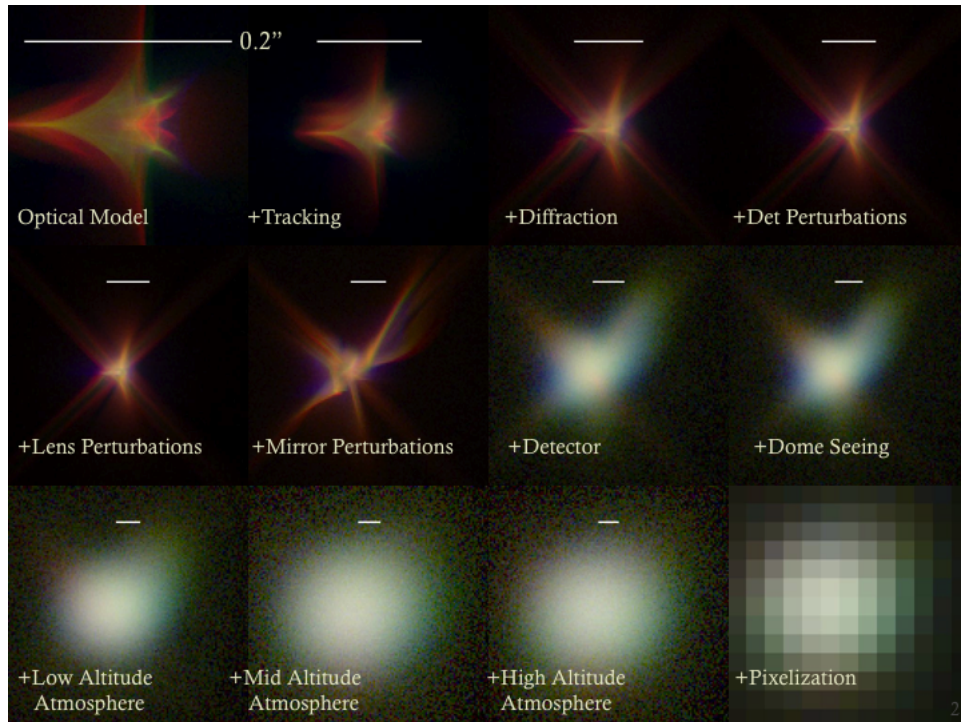 0.2”
Optical Model
+Tracking
+Diffraction
+Det Perturbations
+Lens Perturbations
+Mirror Perturbations
+Detector
+Dome Seeing
+Low Altitude
Atmosphere
+Mid Altitude
Atmosphere
+High Altitude
Atmosphere
+Pixelization
2